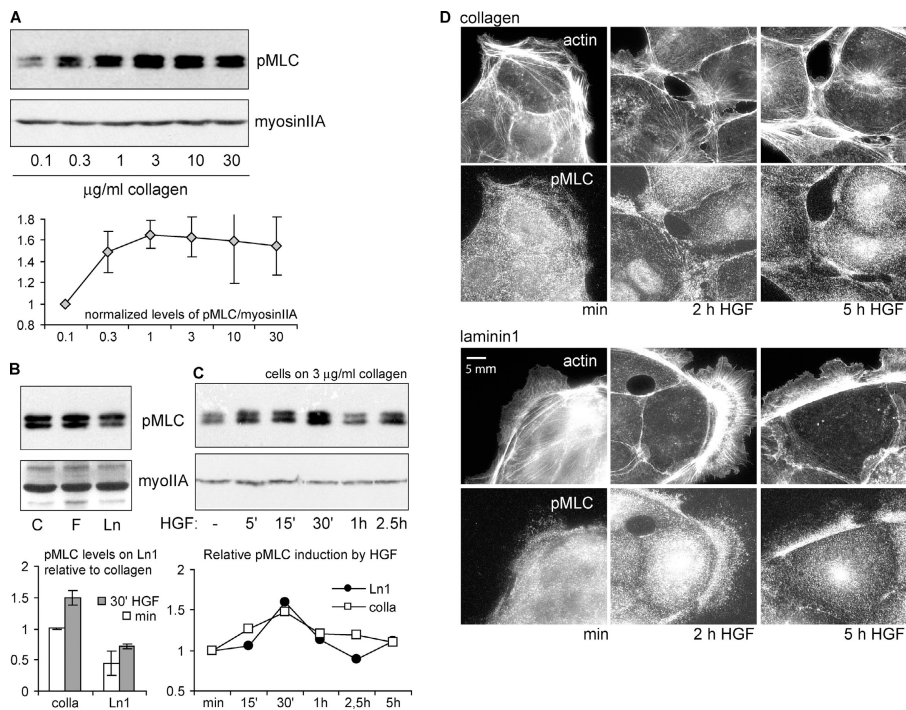 A
pMLC
myosinIIA
0.1 0.3 1 3 10 30
µg/ml collagen
1.8
1.6
1.4
1.2
1
0.8
normalized levels of pMLC/myosinIIA
0.1 0.3 1 3 10 30
B
pMLC
myoIIA
C F Ln
pMLC levels on Ln1
relative to collagen
2
1.5
1
0.5
0
30' HGF
min
colla Ln1
C
cells on 3 µg/ml collagen
HGF: - 5' 15' 30' 1h 2.5h
Relative pMLC induction by HGF
2
1.5
1
0.5
Ln1
colla
min 15' 30' 1h 2,5h 5h
D
collagen
actin
pMLC
min 2 h HGF 5 h HGF
laminin1
actin
5 mm
pMLC
min 2 h HGF 5 h HGF